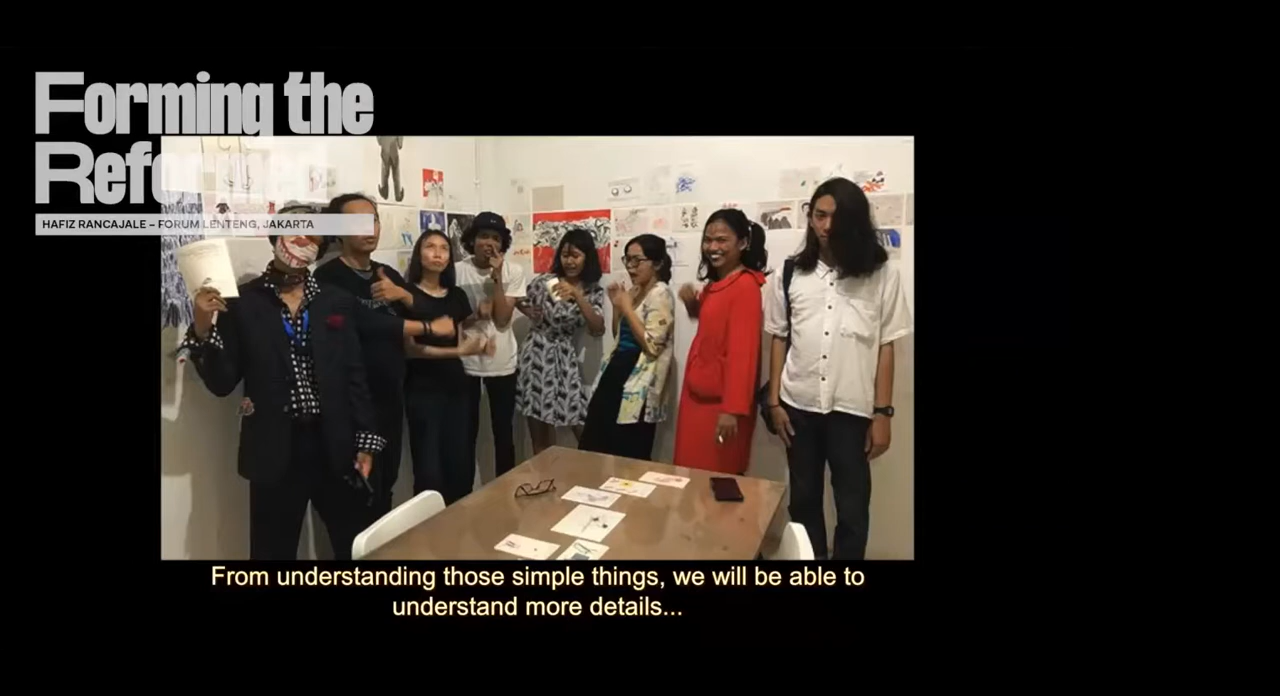 Forming the
Reformer
HAFIZ RANCAJALE – FORUM LENTENG, JAKARTA
From understanding those simple things, we will be able to
understand more details...